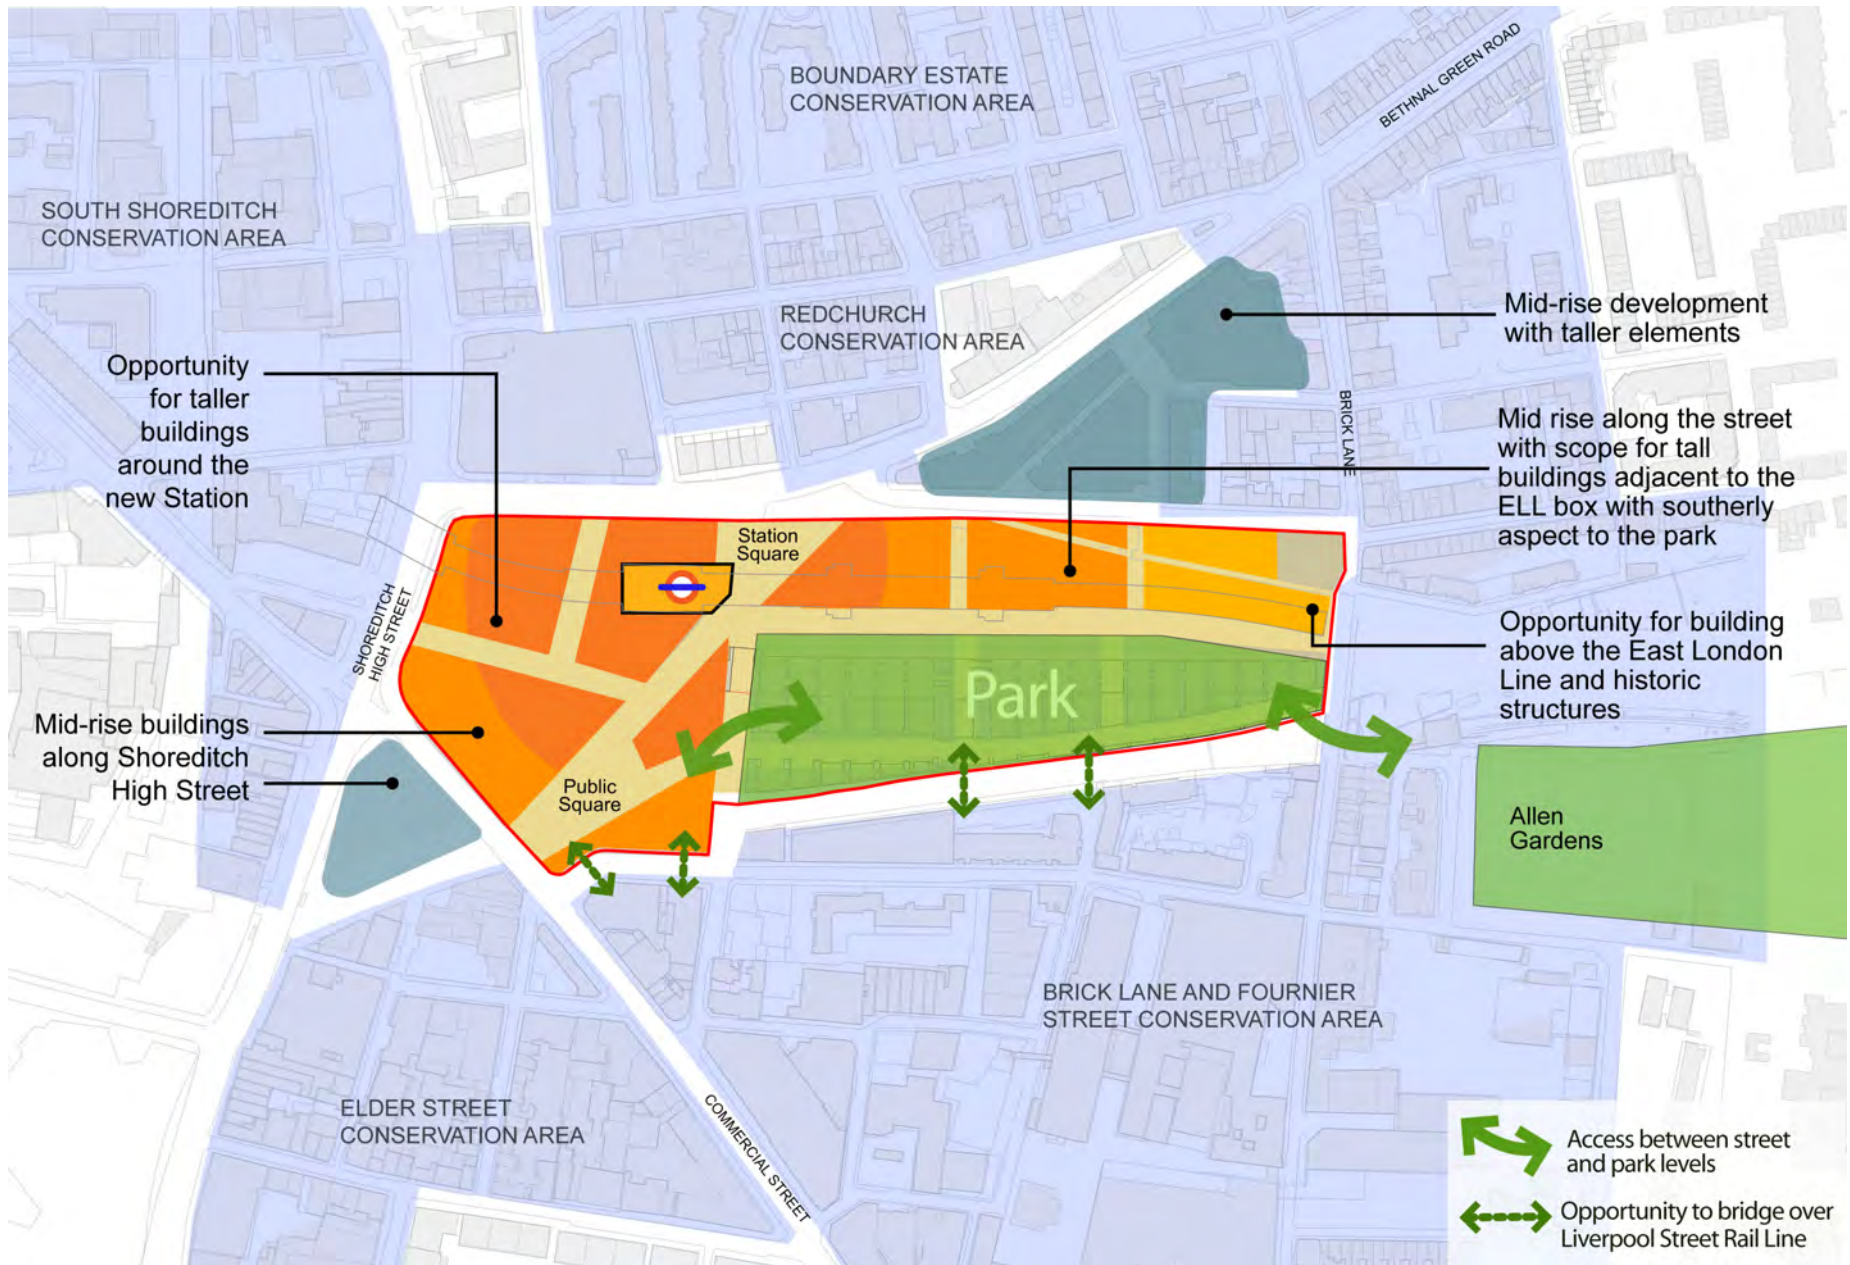 BOUNDARY ESTATE
CONSERVATION AREA
BETHNAL GREEN ROAD
SOUTH SHOREDITCH
CONSERVATION AREA
REDCHURCH
CONSERVATION AREA
Mid-rise development
with taller elements
Opportunity
for taller
buildings
around the
new Station
BRICK LANE
Mid rise along the street
with scope for tall
buildings adjacent to the
ELL box with southerly
aspect to the park
Station
Square
SHOREDITCH
HIGH STREET
Opportunity for building
above the East London
Line and historic
structures
Park
Mid-rise buildings
along Shoreditch
High Street
Public
Square
Allen
Gardens
BRICK LANE AND FOURNIER
STREET CONSERVATION AREA
ELDER STREET
CONSERVATION AREA
COMMERCIAL STREET
Access between street
and park levels
Opportunity to bridge over
Liverpool Street Rail Line